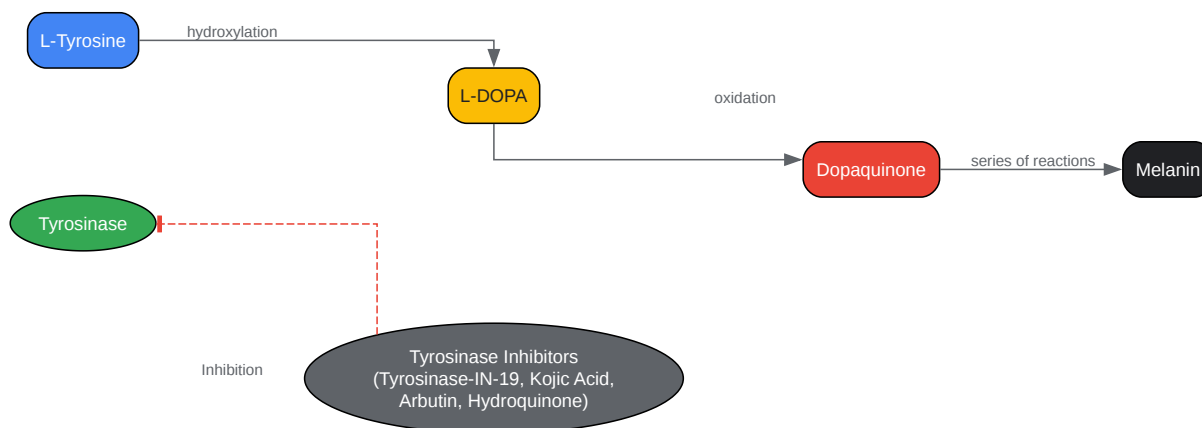 L-Tyrosine
hydroxylation
L-DOPA
oxidation
Dopaquinone
series of reactions
Melanin
Tyrosinase
Inhibition
Tyrosinase Inhibitors
(Tyrosinase-IN-19, Kojic Acid,
Arbutin, Hydroquinone)